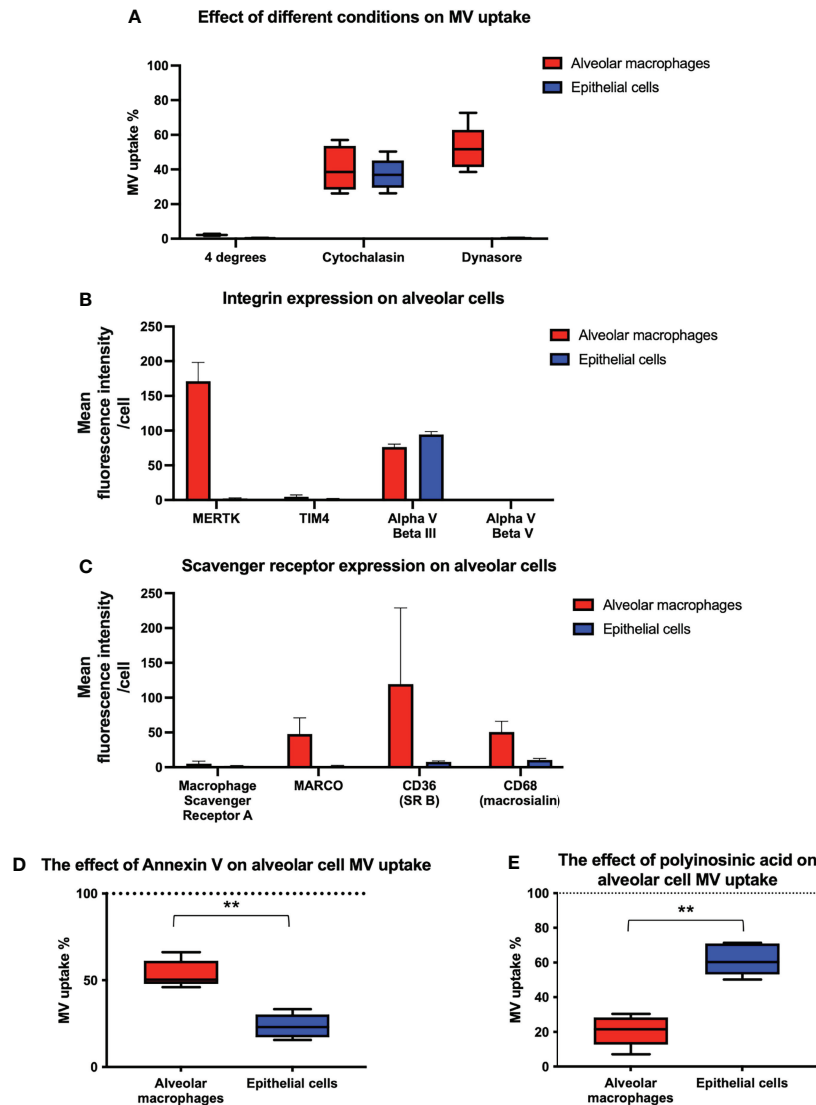 A Effect of different conditions on MV uptake
Alveolar macrophages
Epithelial cells
MV uptake %
100
80
60
40
20
0
4 degrees Cytochalasin Dynasore
B Integrin expression on alveolar cells
Alveolar macrophages
Epithelial cells
Mean
fluorescence intensity
/cell
250
200
150
100
50
0
MERTK TIM4 Alpha V Alpha V
Beta III Beta V
C Scavenger receptor expression on alveolar cells
Alveolar macrophages
Epithelial cells
Mean
fluorescence intensity
/cell
250
200
150
100
50
0
Macrophage MARCO CD36 CD68
Scavenger (SR B) (macrosialin)
Receptor A
D The effect of Annexin V on alveolar cell MV uptake
MV uptake %
100
50
0
**
Alveolar Epithelial cells
macrophages
E The effect of polyinosinic acid on
alveolar cell MV uptake
MV uptake %
100
80
60
40
20
0
**
Alveolar Epithelial cells
macrophages